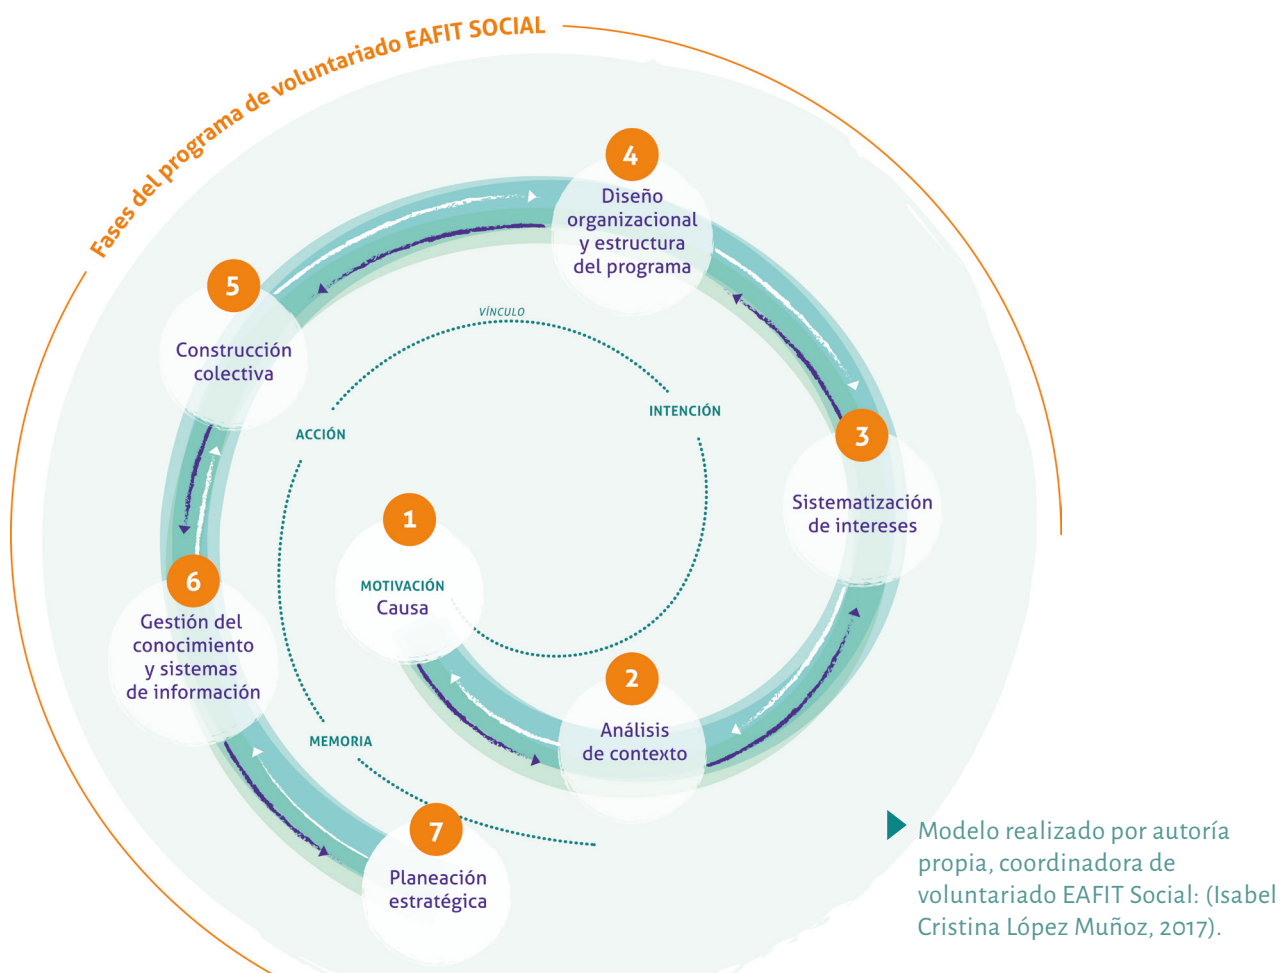 Fases del programa de voluntariado EAFIT SOCIAL
1
MOTIVACIÓN
Causa
2
Análisis
de contexto
3
Sistematización
de intereses
4
Diseño
organizacional
y estructura
del programa
5
Construcción
colectiva
6
Gestión del
conocimiento
y sistemas
de información
7
Planeación
estratégica
VÍNCULO
INTENCIÓN
ACCIÓN
MEMORIA
Modelo realizado por autoría
propia, coordinadora de
voluntariado EAFIT Social: (Isabel
Cristina López Muñoz, 2017).